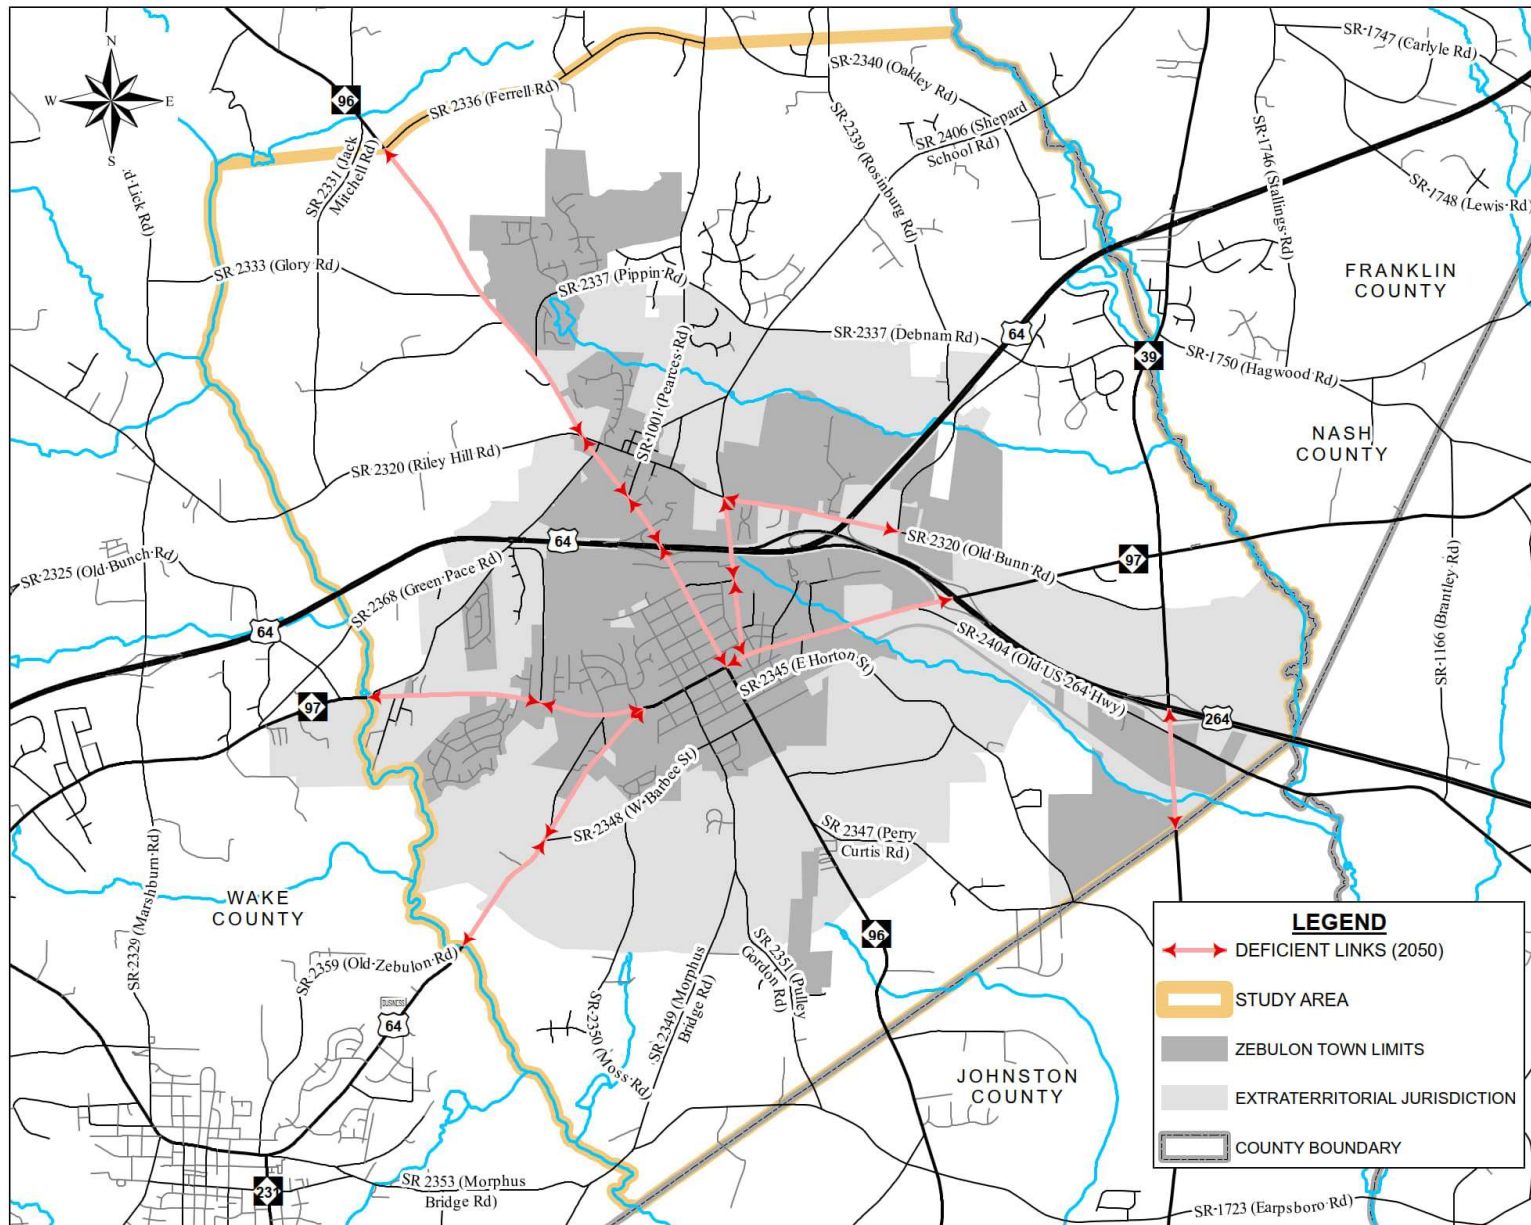 N
W
E
S
96
SR 2336 (Ferrell Rd)
SR-2331 (Jack
Mitchell Rd)
d-Lick Rd)
SR-2340 (Oakley Rd)
SR-2339 (Rosinburg Rd)
SR 2406 (Shepard
School Rd)
SR-1747 (Carlyle Rd)
SR-1746 (Stallings-Rd)
SR-1748 (Lewis-Rd)
FRANKLIN
COUNTY
SR 2333 (Glory Rd)
SR-2337 (Pippin Rd)
SR-2337 (Debnam Rd)
64
39
SR-1750 (Hagwood Rd)
NASH
COUNTY
SR-1001-(Pearces-Rd)
SR-2320 (Riley Hill Rd)
64
SR-2320 (Old-Bunn-Rd)
97
SR-2325-(Old-Bunch-Rd)
SR-2368 (Green-Pace Rd)
64
SR-2404 (Old-US-264-Hwy)
SR-2345 (E Horton-St)
SR-1166 (Brantley Rd)
97
264
SR-2348 (W-Barbee St)
SR 2347 (Perry
Curtis Rd)
SR-2329 (Marshburn-Rd)
WAKE
COUNTY
SR-2359 (Old-Zebulon-Rd)
BUSINESS
64
96
SR-2351 (Pulley
Gordon Rd)
SR-2349 (Morphus
Bridge Rd)
SR-2350 (Moss-Rd)
JOHNSTON
COUNTY
231
SR 2353 (Morphus
Bridge Rd)
SR-1723 (Earpsboro-Rd)
LEGEND
DEFICIENT LINKS (2050)
STUDY AREA
ZEBULON TOWN LIMITS
EXTRATERRITORIAL JURISDICTION
COUNTY BOUNDARY